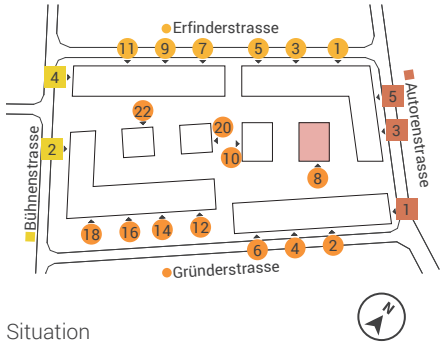 Erfinderstrasse
11 9 7 5 3 1
4
5
22
20
3
2
10
8
Autorenstrasse
Bühnenstrasse
18 16 14 12
1
6 4 2
Gründerstrasse
N
Situation